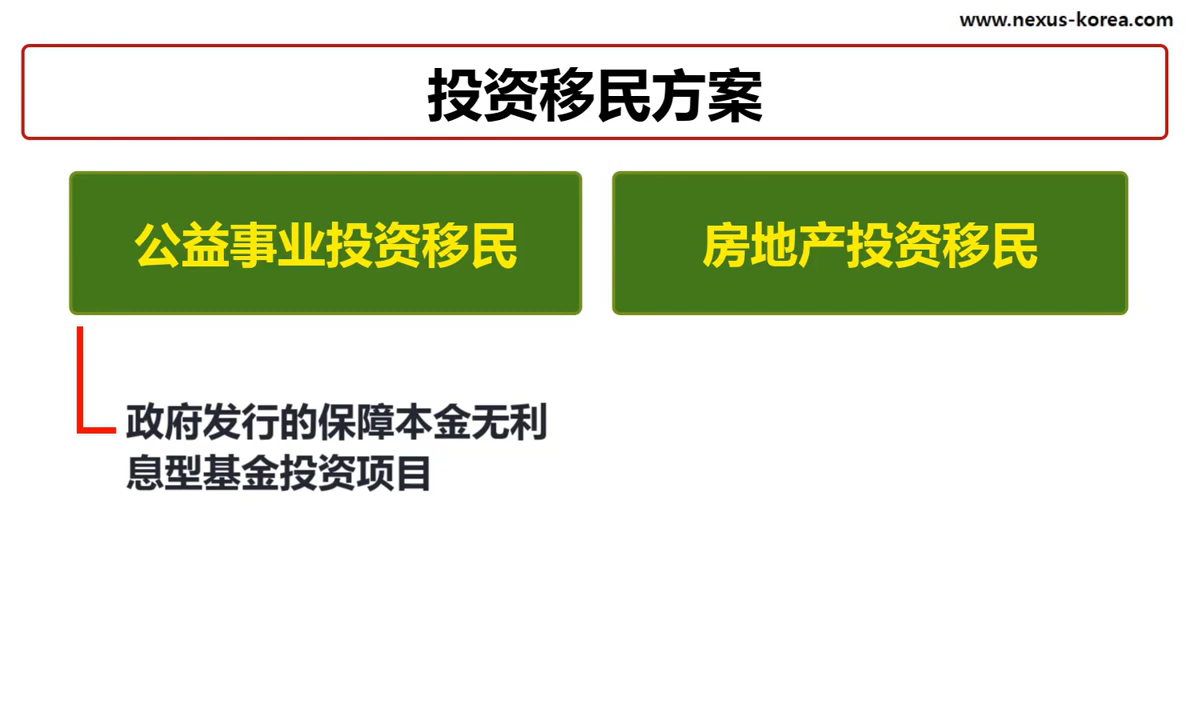 www.nexus-korea.com
投资移民方案
公益事业投资移民
房地产投资移民
政府发行的保障本金无利
息型基金投资项目